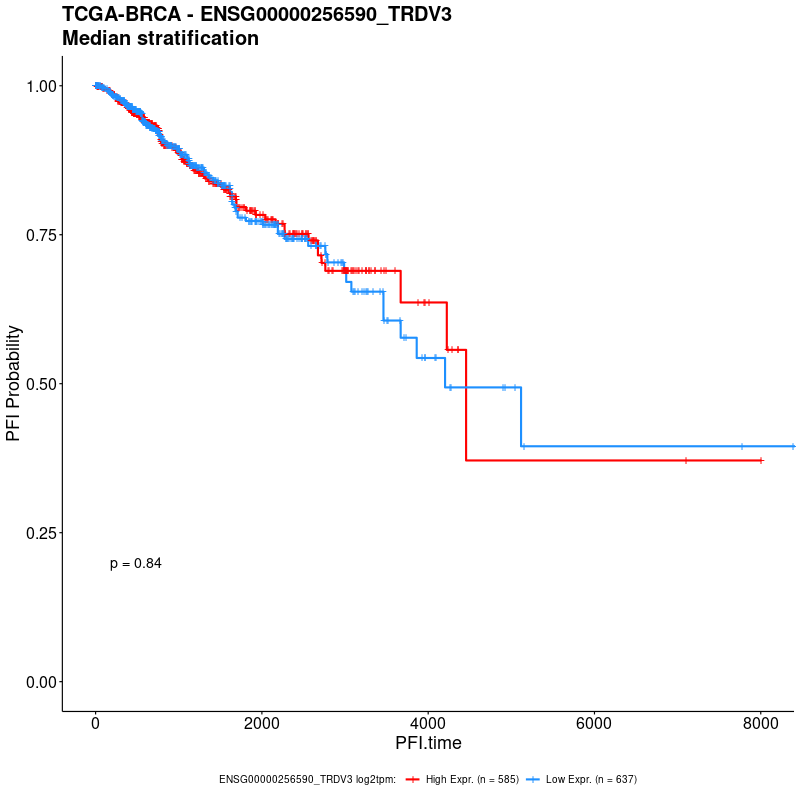 TCGA-BRCA - ENSG00000256590_TRDV3
Median stratification
1.00
0.75
0.50
0.25
0.00
PFI Probability
p = 0.84
0 2000 4000 6000 8000
PFI.time
ENSG00000256590_TRDV3 log2tpm: High Expr. (n = 585) Low Expr. (n = 637)